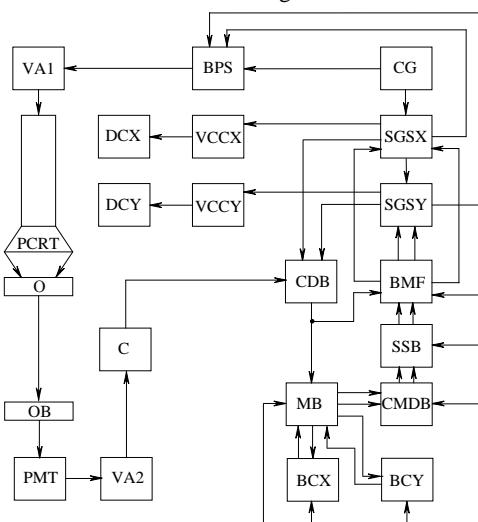 VA1
BPS
CG
DCX
VCCX
SGSX
DCY
VCCY
SGSY
PCRT
O
CDB
BMF
C
SSB
OB
MB
CMDB
PMT
VA2
BCX
BCY